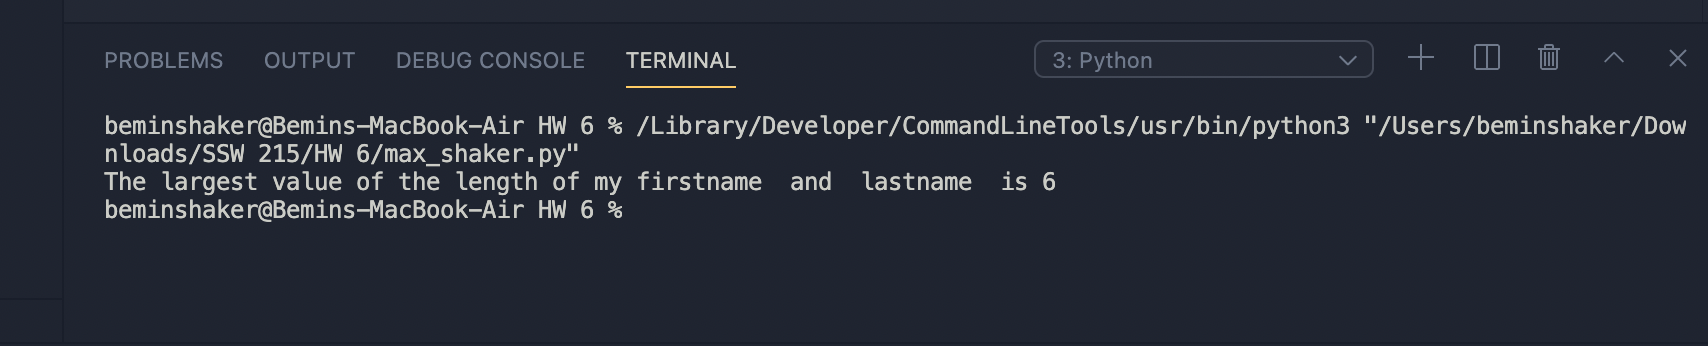 PROBLEMS OUTPUT DEBUG CONSOLE TERMINAL 3: Python
beminshaker@Bemins-MacBook-Air HW 6 % /Library/Developer/CommandLineTools/usr/bin/python3 "/Users/beminshaker/Dow
nloads/SSW 215/HW 6/max_shaker.py"
The largest value of the length of my firstname  and  lastname  is 6
beminshaker@Bemins-MacBook-Air HW 6 %